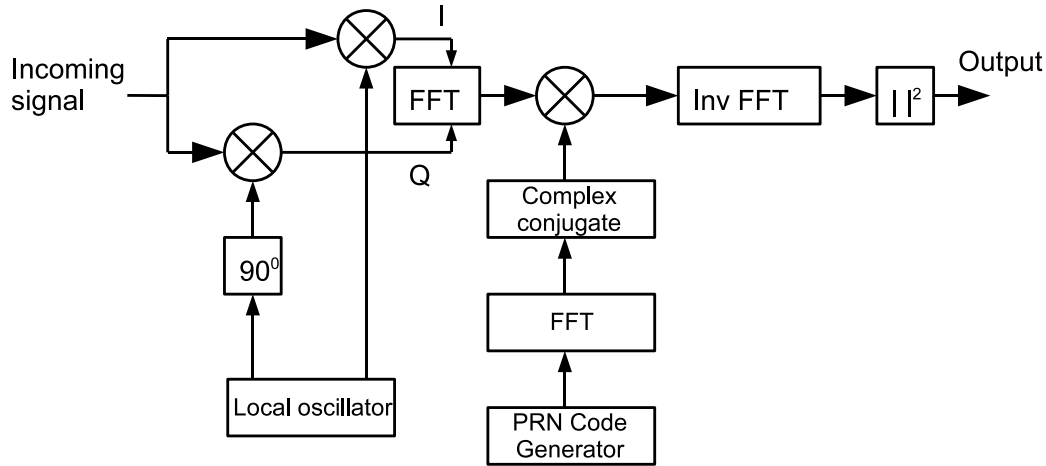 I
Incoming
signal
Output
FFT
Inv FFT
| |²
Q
Complex
conjugate
90⁰
FFT
Local oscillator
PRN Code
Generator